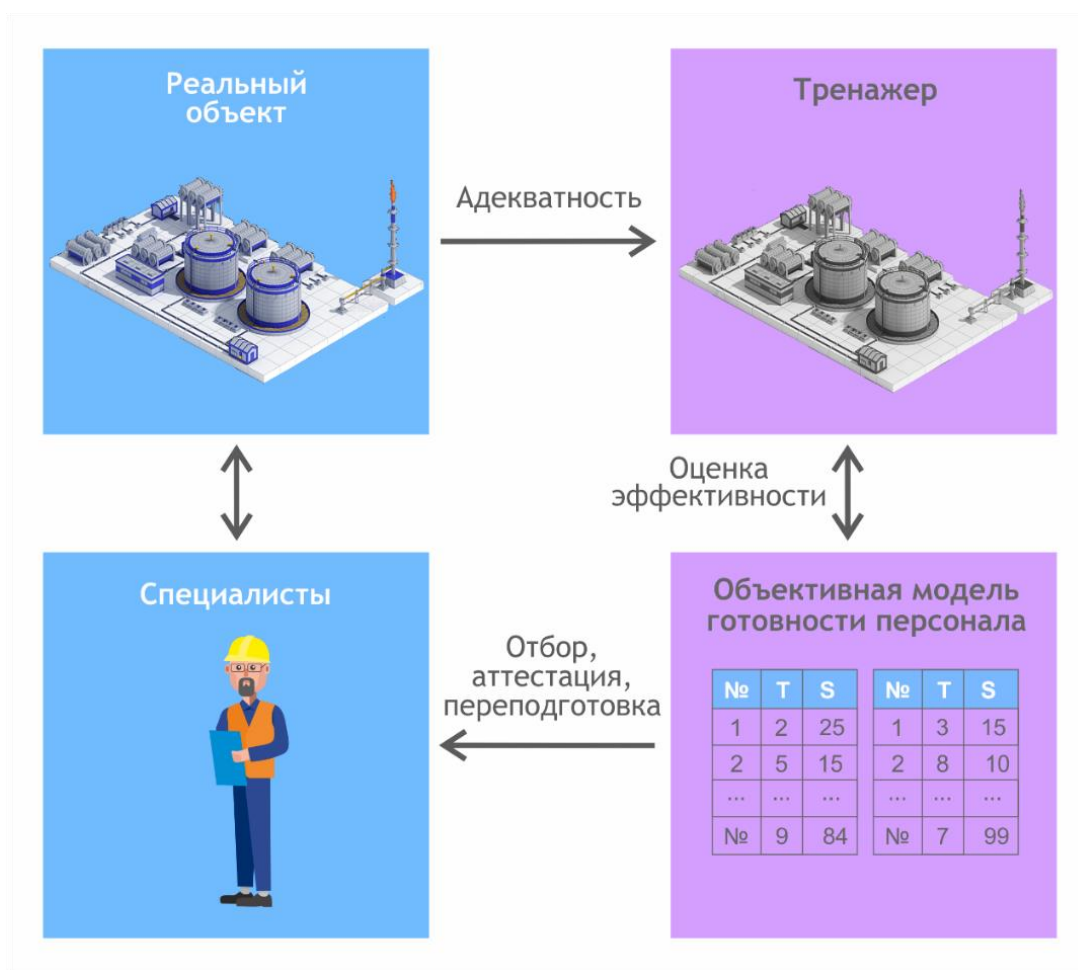 Реальный
объект
Тренажер
Адекватность
Оценка
эффективности
Специалисты
Отбор,
аттестация,
переподготовка
Объективная модель
готовности персонала
№ T S
1 2 25
2 5 15
... ... ...
№ 9 84
№ T S
1 3 15
2 8 10
... ... ...
№ 7 99